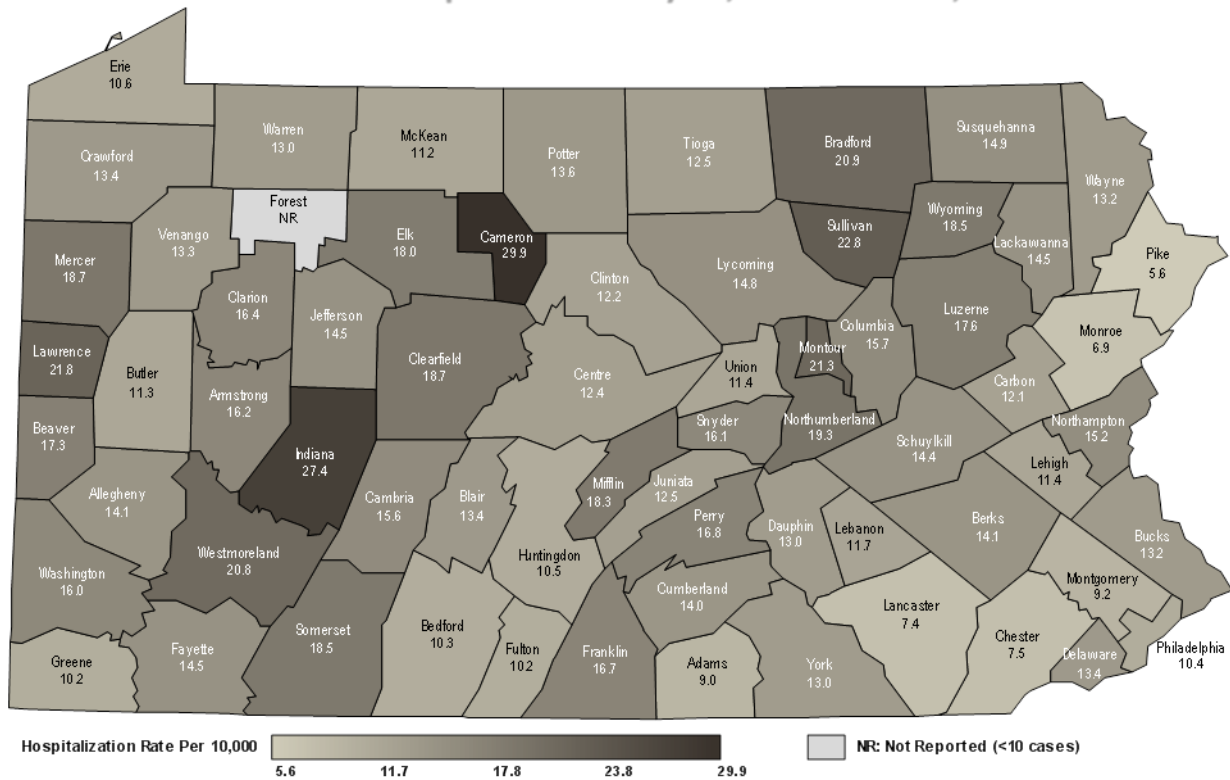 Erie
10.6
Warren
13.0
McKean
11.2
Potter
13.6
Tioga
12.5
Bradford
20.9
Susquehanna
14.9
Wayne
13.2
Crawford
13.4
Forest
NR
Venango
13.3
Elk
18.0
Cameron
29.9
Sullivan
22.8
Wyoming
18.5
Lackawanna
14.5
Pike
5.6
Mercer
18.7
Clarion
16.4
Jefferson
14.5
Clinton
12.2
Lycoming
14.8
Columbia
15.7
Luzerne
17.6
Monroe
6.9
Lawrence
21.8
Butler
11.3
Armstrong
16.2
Clearfield
18.7
Centre
12.4
Union
11.4
Montour
21.3
Carbon
12.1
Beaver
17.3
Indiana
27.4
Snyder
16.1
Northumberland
19.3
Schuylkill
14.4
Northampton
15.2
Lehigh
11.4
Allegheny
14.1
Cambria
15.6
Blair
13.4
Mifflin
18.3
Juniata
12.5
Perry
16.8
Dauphin
13.0
Lebanon
11.7
Berks
14.1
Bucks
13.2
Washington
16.0
Westmoreland
20.8
Huntingdon
10.5
Cumberland
14.0
Lancaster
7.4
Montgomery
9.2
Greene
10.2
Fayette
14.5
Somerset
18.5
Bedford
10.3
Fulton
10.2
Franklin
16.7
Adams
9.0
York
13.0
Chester
7.5
Delaware
13.4
Philadelphia
10.4
Hospitalization Rate Per 10,000
5.6 11.7 17.8 23.8 29.9
NR: Not Reported (<10 cases)